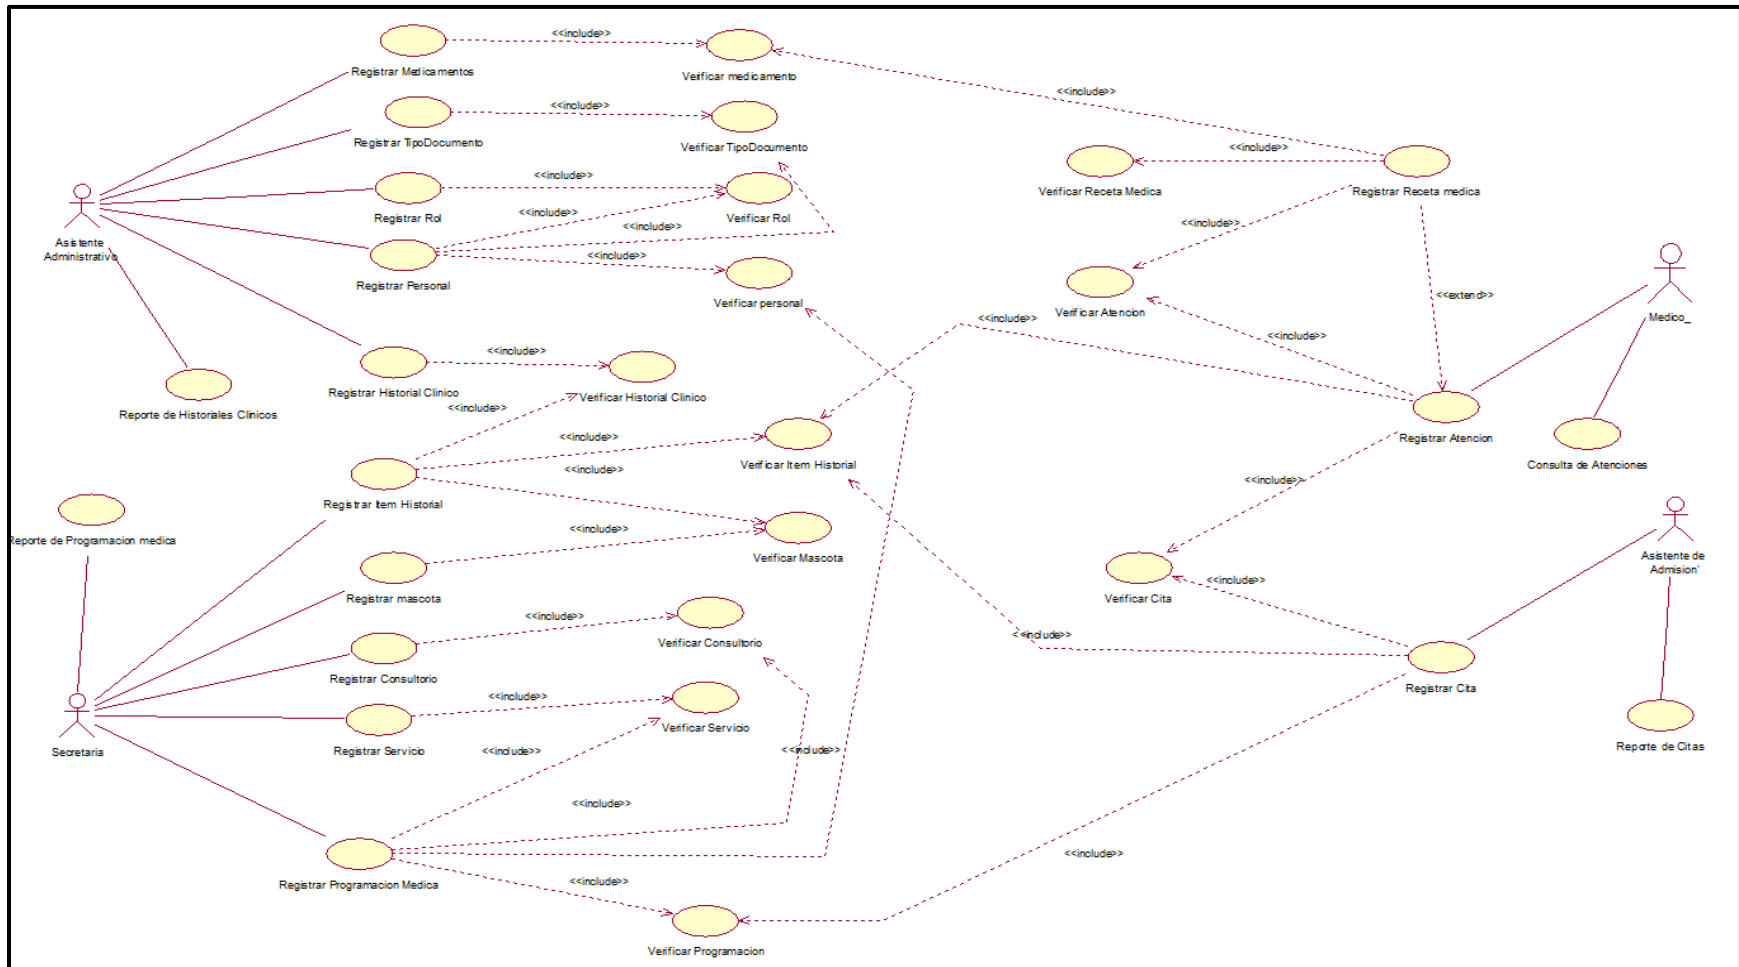 <<include>>
Registrar Medicamentos
Verificar medicamento
<<include>>
<<include>>
Registrar TipoDocumento
Verificar TipoDocumento
<<include>>
Verificar Receta Medica
Registrar Receta medica
<<include>>
Registrar Rol
<<include>>
Verificar Rol
<<include>>
<<include>>
Asistente
Administrativo
<<include>>
Registrar Personal
Verificar personal
<<include>>
Verificar Atencion
<<extend>>
Medico_
<<include>>
<<include>>
<<include>>
Registrar Historial Clinico
Verificar Historial Clinico
Reporte de Historiales Clinicos
<<include>>
<<include>>
Registrar Atencion
Verificar Item Historial
Consulta de Atenciones
<<include>>
<<include>>
Registrar Item Historial
Reporte de Programacion medica
<<include>>
Verificar Mascota
Asistente de
Admision'
Registrar mascota
Verificar Cita
<<include>>
<<include>>
Verificar Consultorio
<<include>>
Registrar Consultorio
Registrar Cita
<<include>>
Secretaria
Registrar Servicio
Verificar Servicio
<<include>>
<<include>>
Reporte de Citas
<<include>>
<<include>>
Registrar Programacion Medica
<<include>>
Verificar Programacion